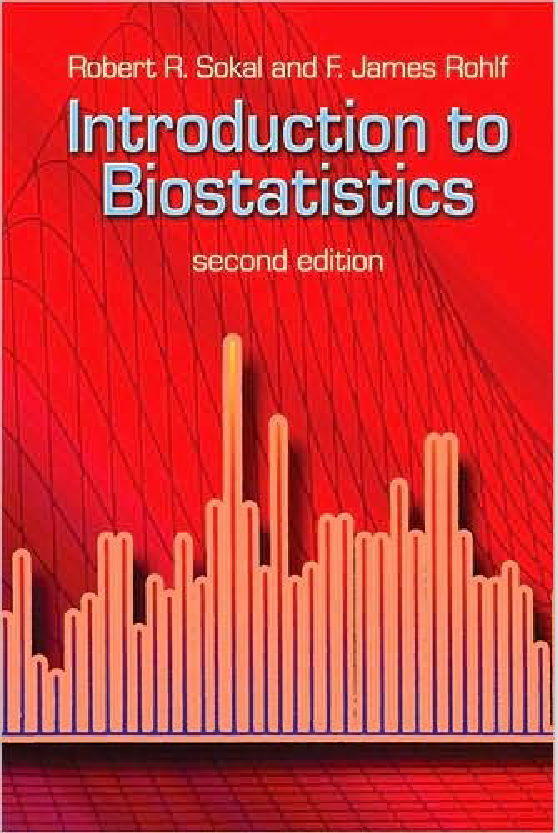 Robert R. Sokal and F. James Rohlf
Introduction to
Biostatistics
second edition